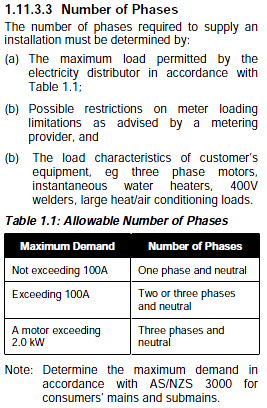 1.11.3.3 Number of Phases
The number of phases required to supply an
installation must be determined by:
(a) The maximum load permitted by the
electricity distributor in accordance with
Table 1.1;
(b) Possible restrictions on meter loading
limitations as advised by a metering
provider, and
(b) The load characteristics of customer's
equipment, eg three phase motors,
instantaneous water heaters, 400V
welders, large heat/air conditioning loads.
Table 1.1: Allowable Number of Phases
Maximum Demand Number of Phases
Not exceeding 100A One phase and neutral
Exceeding 100A Two or three phases
and neutral
A motor exceeding Three phases and
2.0 kW neutral
Note: Determine the maximum demand in
accordance with AS/NZS 3000 for
consumers' mains and submains.